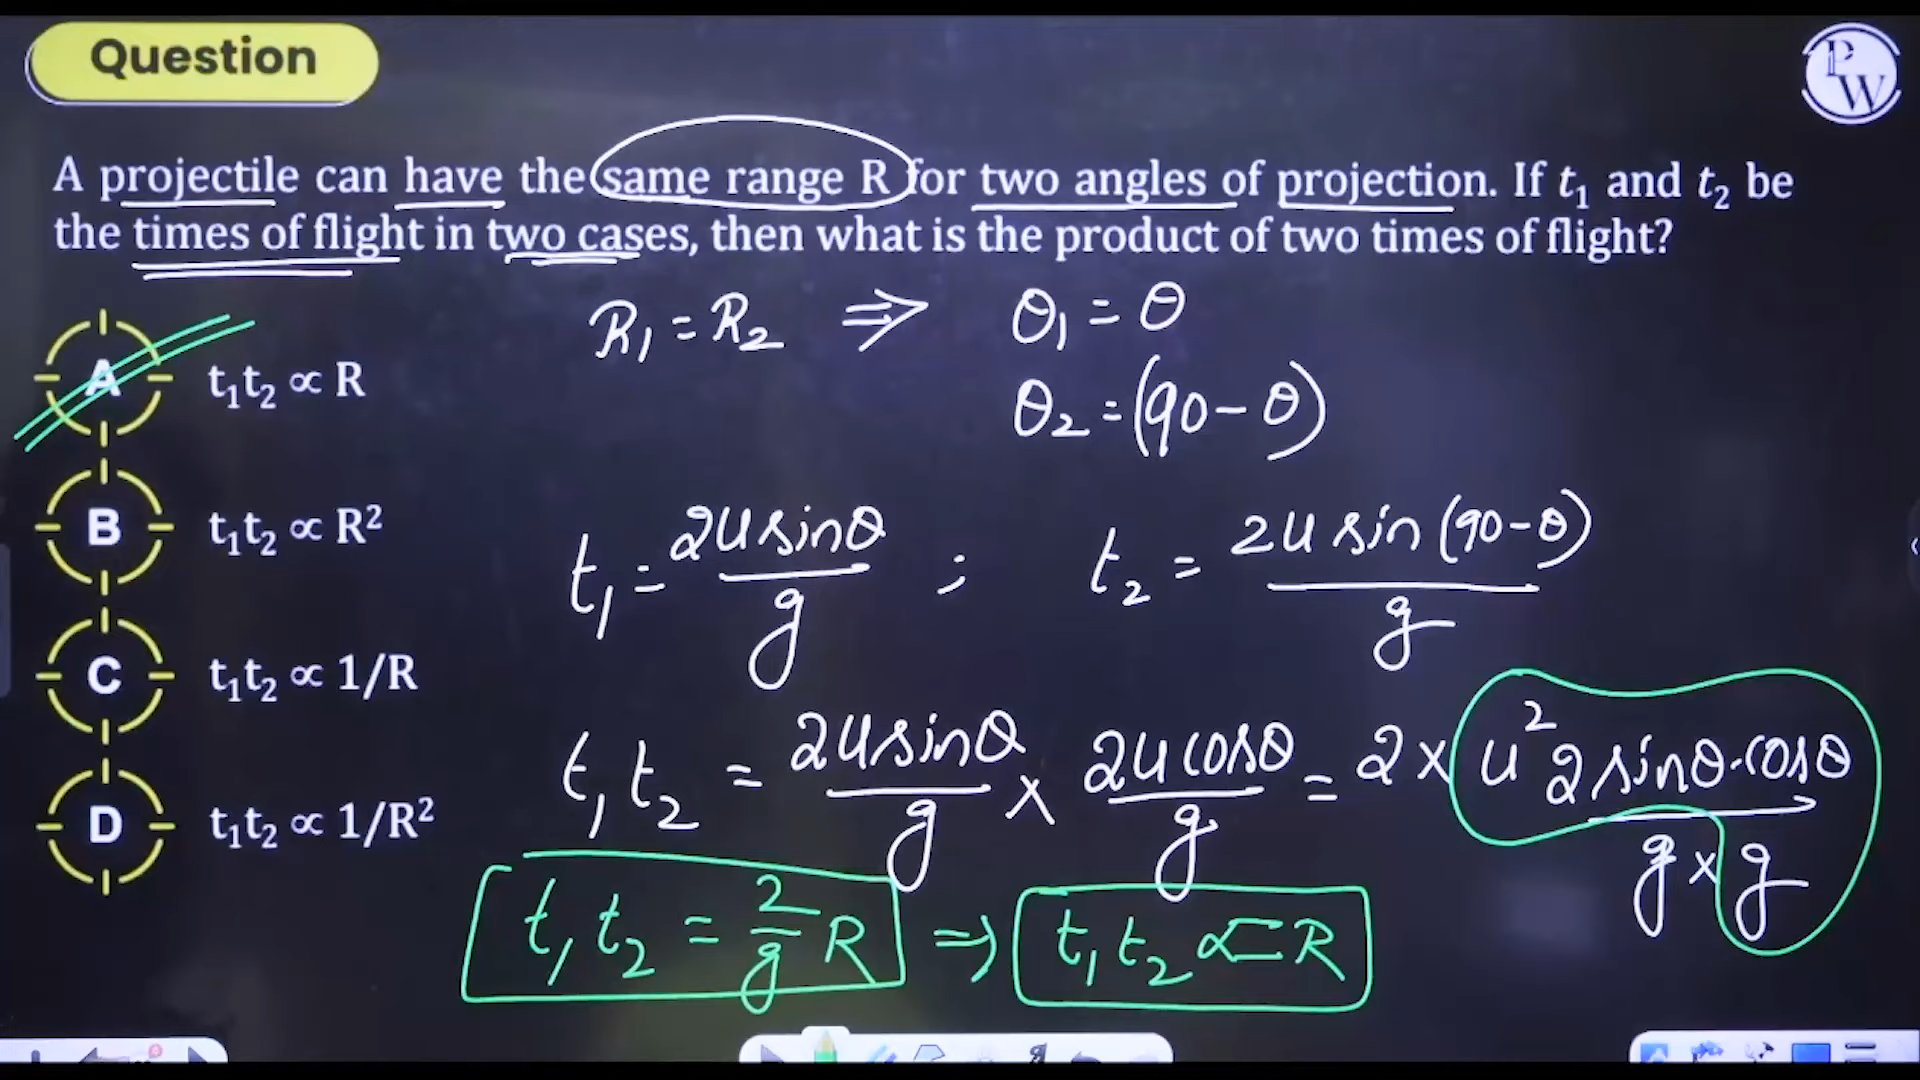 Question
PW
A projectile can have the same range R for two angles of projection. If t₁ and t₂ be
the times of flight in two cases, then what is the product of two times of flight?
R₁ = R₂ ⇒ θ₁ = θ
θ₂ = (90 - θ)
A t₁t₂ ∝ R
B t₁t₂ ∝ R²
C t₁t₂ ∝ 1/R
D t₁t₂ ∝ 1/R²
t₁ = 2u sinθ / g ; t₂ = 2u sin (90-θ) / g
t₁t₂ = 2u sinθ / g × 2u cosθ / g = 2 × u² 2 sinθ·cosθ / g × g
t₁t₂ = 2/g R ⇒ t₁t₂ ∝ R